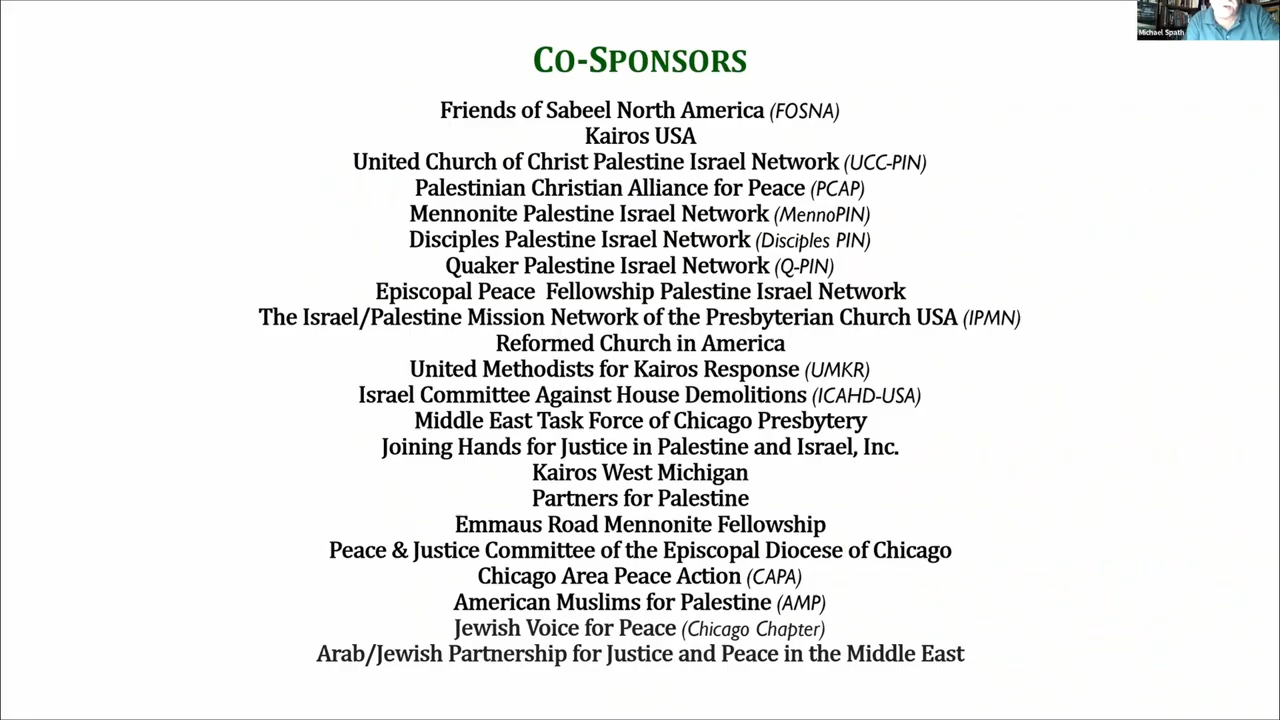 Michael Spath
CO-SPONSORS
Friends of Sabeel North America (FOSNA)
Kairos USA
United Church of Christ Palestine Israel Network (UCC-PIN)
Palestinian Christian Alliance for Peace (PCAP)
Mennonite Palestine Israel Network (MennoPIN)
Disciples Palestine Israel Network (Disciples PIN)
Quaker Palestine Israel Network (Q-PIN)
Episcopal Peace Fellowship Palestine Israel Network
The Israel/Palestine Mission Network of the Presbyterian Church USA (IPMN)
Reformed Church in America
United Methodists for Kairos Response (UMKR)
Israel Committee Against House Demolitions (ICAHD-USA)
Middle East Task Force of Chicago Presbytery
Joining Hands for Justice in Palestine and Israel, Inc.
Kairos West Michigan
Partners for Palestine
Emmaus Road Mennonite Fellowship
Peace & Justice Committee of the Episcopal Diocese of Chicago
Chicago Area Peace Action (CAPA)
American Muslims for Palestine (AMP)
Jewish Voice for Peace (Chicago Chapter)
Arab/Jewish Partnership for Justice and Peace in the Middle East